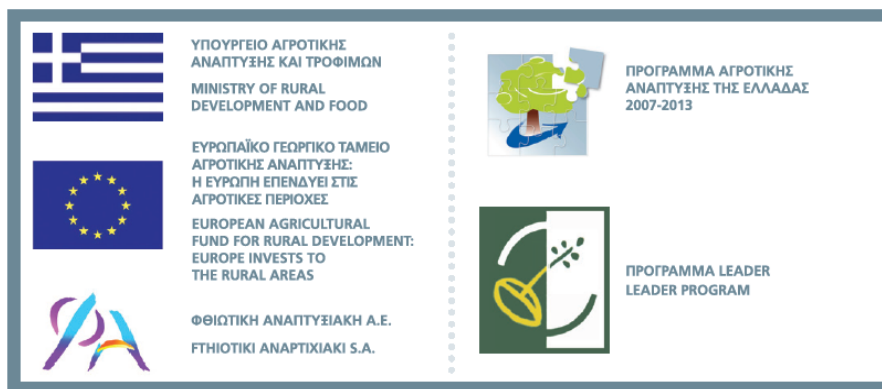 ΥΠΟΥΡΓΕΙΟ ΑΓΡΟΤΙΚΗΣ
ΑΝΑΠΤΥΞΗΣ ΚΑΙ ΤΡΟΦΙΜΩΝ
MINISTRY OF RURAL
DEVELOPMENT AND FOOD
ΕΥΡΩΠΑΪΚΟ ΓΕΩΡΓΙΚΟ ΤΑΜΕΙΟ
ΑΓΡΟΤΙΚΗΣ ΑΝΑΠΤΥΞΗΣ:
Η ΕΥΡΩΠΗ ΕΠΕΝΔΥΕΙ ΣΤΙΣ
ΑΓΡΟΤΙΚΕΣ ΠΕΡΙΟΧΕΣ
EUROPEAN AGRICULTURAL
FUND FOR RURAL DEVELOPMENT:
EUROPE INVESTS TO
THE RURAL AREAS
ΦΑ
ΦΘΙΩΤΙΚΗ ΑΝΑΠΤΥΞΙΑΚΗ Α.Ε.
FTHIOTIKI ANAPTIXIAKI S.A.
ΠΡΟΓΡΑΜΜΑ ΑΓΡΟΤΙΚΗΣ
ΑΝΑΠΤΥΞΗΣ ΤΗΣ ΕΛΛΑΔΑΣ
2007-2013
ΠΡΟΓΡΑΜΜΑ LEADER
LEADER PROGRAM